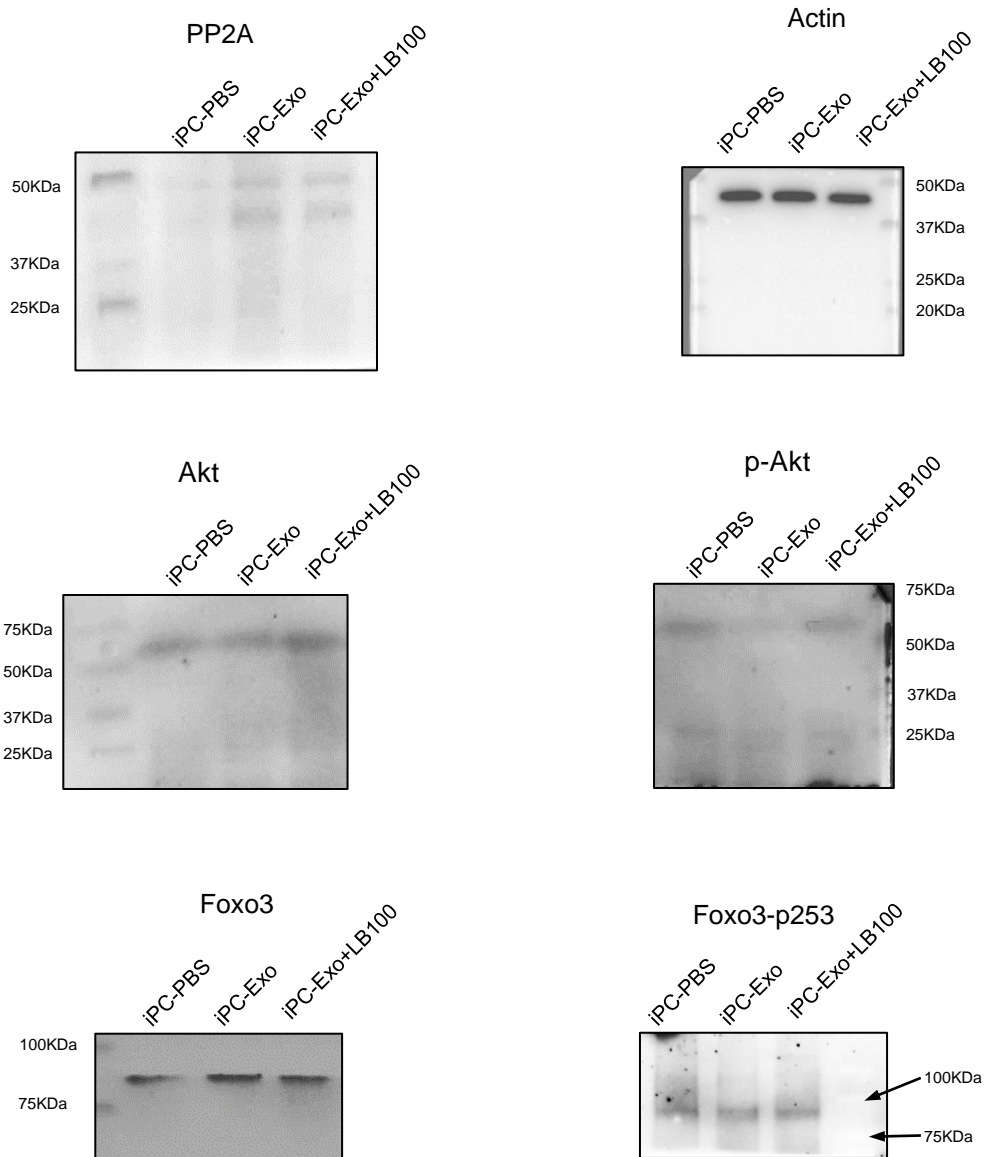 PP2A
iPC-PBS
iPC-Exo
iPC-Exo+LB100
50KDa
37KDa
25KDa
Actin
iPC-PBS
iPC-Exo
iPC-Exo+LB100
50KDa
37KDa
25KDa
20KDa
Akt
iPC-PBS
iPC-Exo
iPC-Exo+LB100
75KDa
50KDa
37KDa
25KDa
p-Akt
iPC-PBS
iPC-Exo
iPC-Exo+LB100
75KDa
50KDa
37KDa
25KDa
Foxo3
iPC-PBS
iPC-Exo
iPC-Exo+LB100
100KDa
75KDa
Foxo3-p253
iPC-PBS
iPC-Exo
iPC-Exo+LB100
100KDa
75KDa